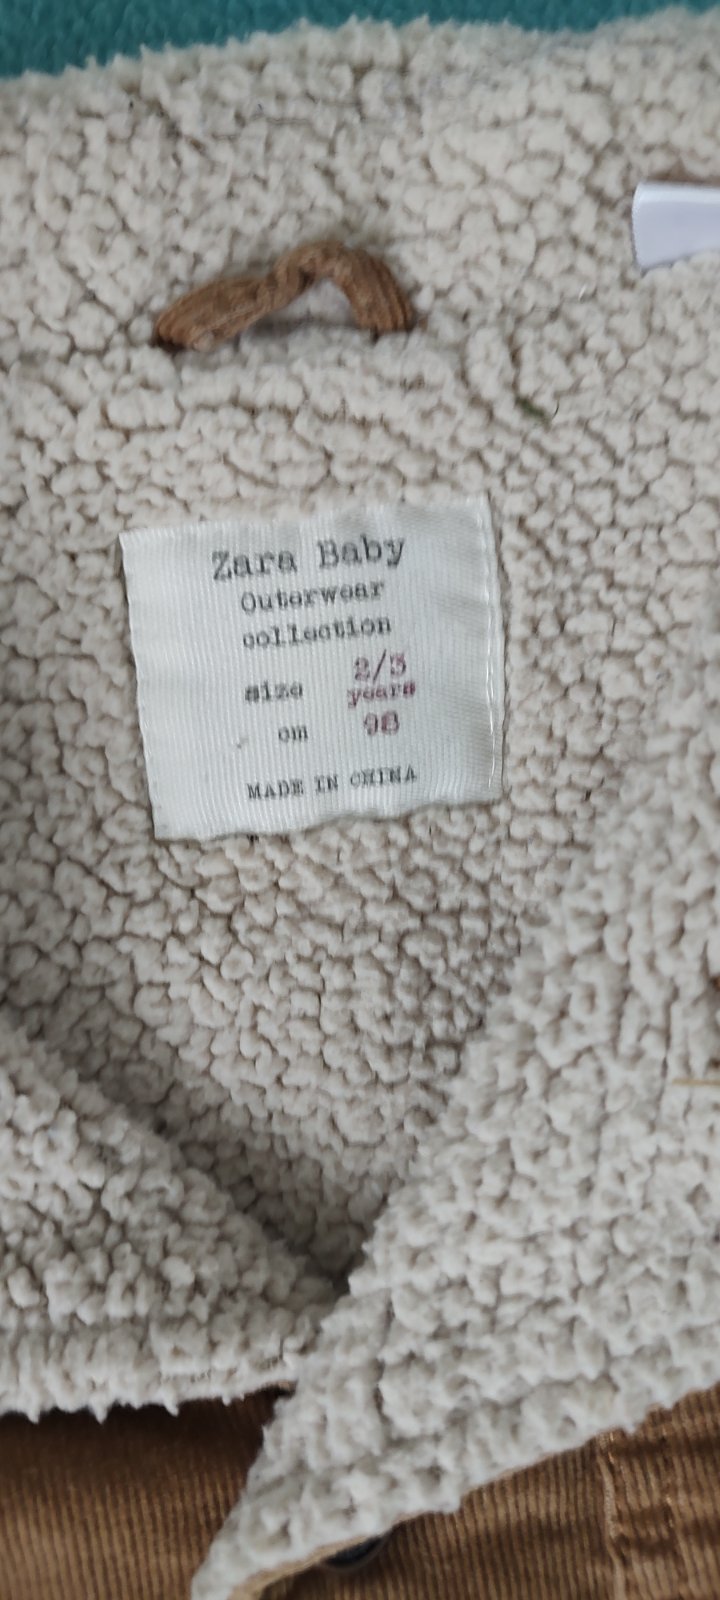 Zara Baby
Outerwear
collection
size 2/3
years
cm 98
MADE IN CHINA